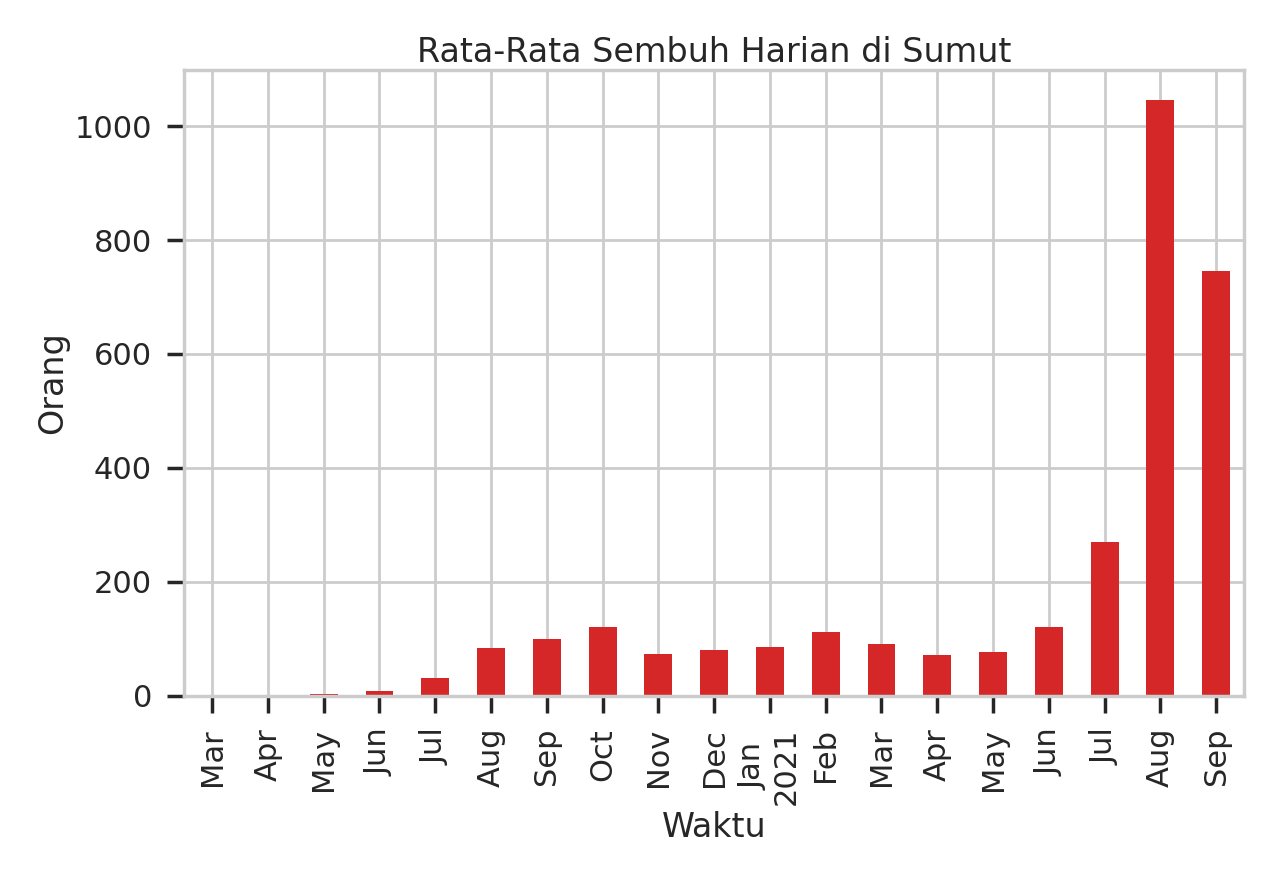 Rata-Rata Sembuh Harian di Sumut
Orang
1000
800
600
400
200
0
Mar
Apr
May
Jun
Jul
Aug
Sep
Oct
Nov
Dec
Jan
2021
Feb
Mar
Apr
May
Jun
Jul
Aug
Sep
Waktu